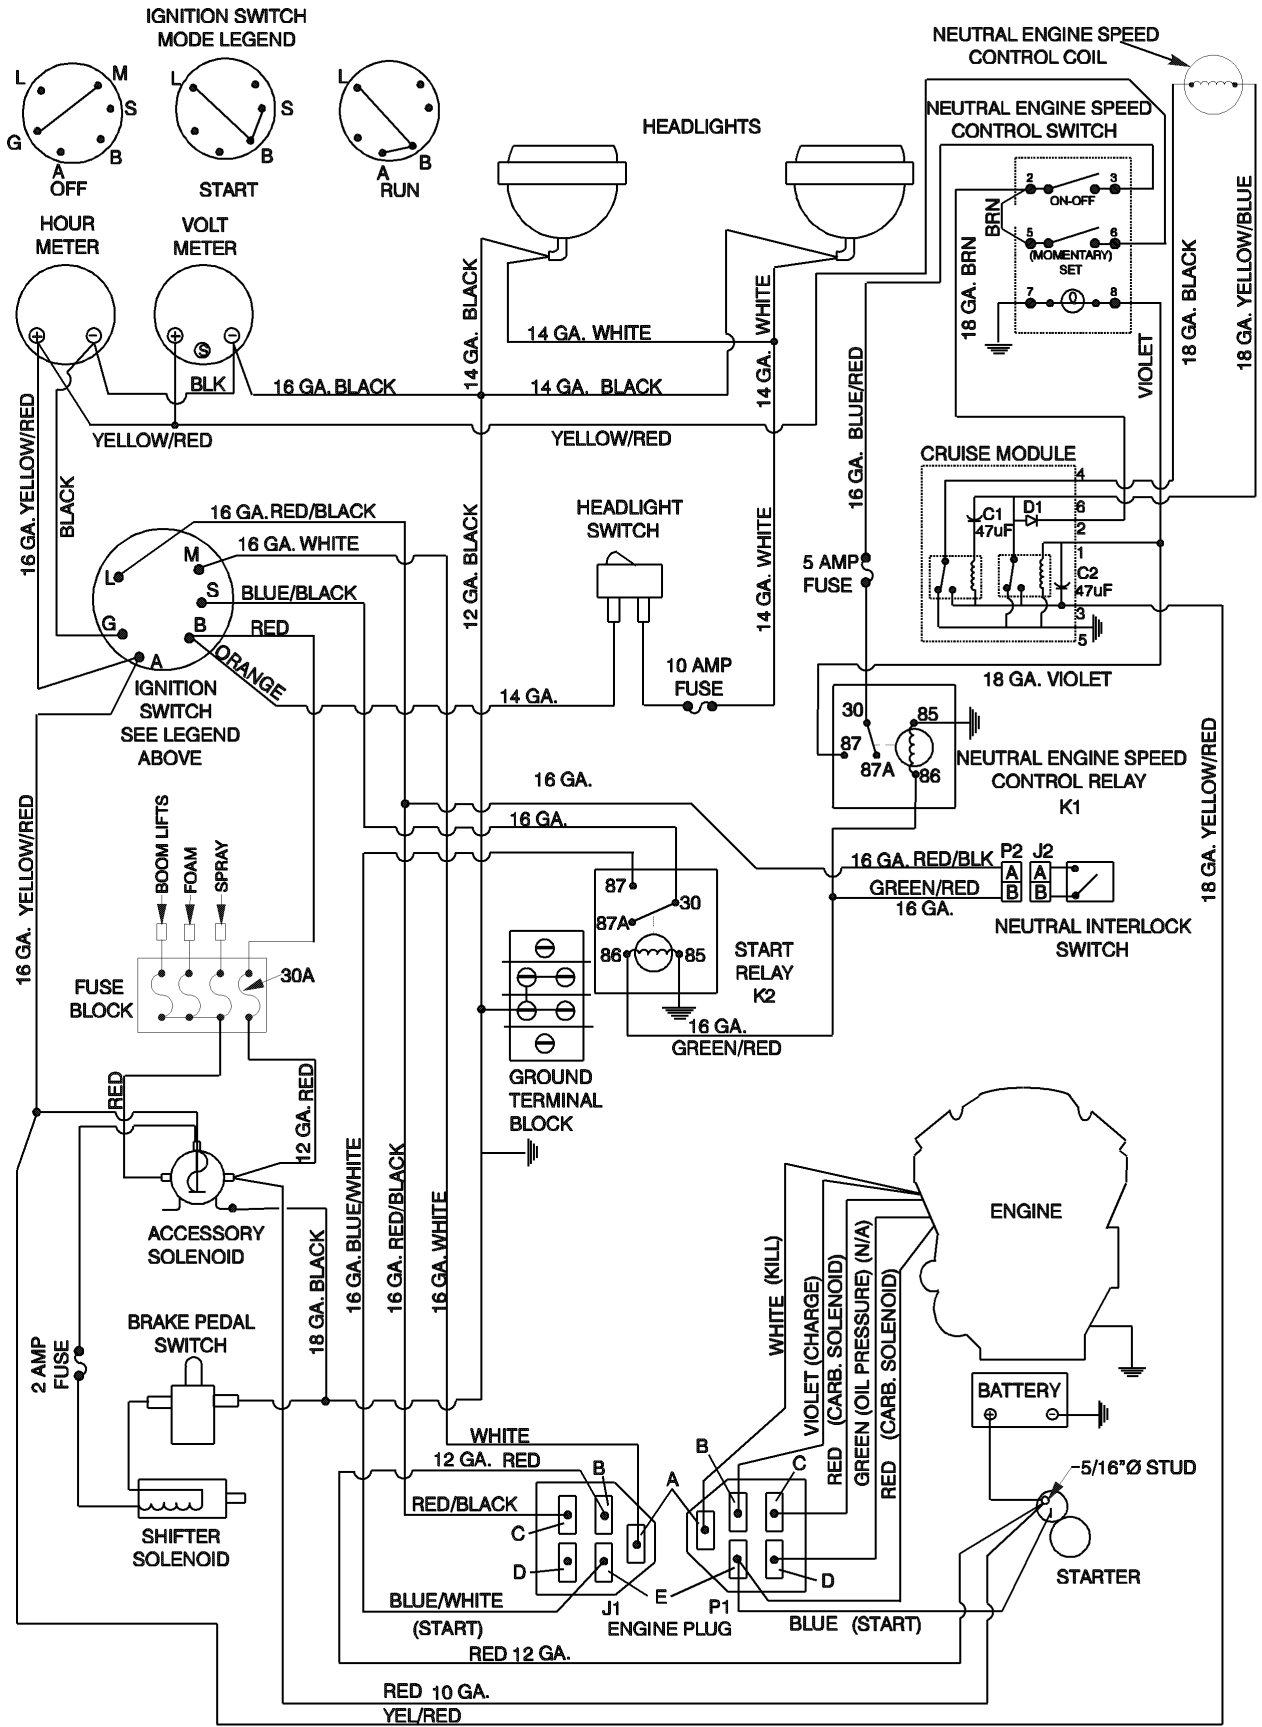 IGNITION SWITCH
MODE LEGEND
L
M
S
G
B
A
OFF
L
S
B
START
L
B
A
RUN
HEADLIGHTS
NEUTRAL ENGINE SPEED
CONTROL COIL
NEUTRAL ENGINE SPEED
CONTROL SWITCH
2
3
ON-OFF
BRN
5
6
(MOMENTARY)
SET
7
0
8
18 GA. BRN
VIOLET
18 GA. BLACK
18 GA. YELLOW/BLUE
HOUR
METER
VOLT
METER
+
−
+
−
S
BLK
16 GA. BLACK
14 GA. BLACK
14 GA. BLACK
14 GA. WHITE
14 GA. WHITE
YELLOW/RED
YELLOW/RED
16 GA. YELLOW/RED
BLACK
16 GA. BLUE/RED
CRUISE MODULE
4
C1
47uF
D1
6
2
1
C2
47uF
3
5
16 GA. RED/BLACK
16 GA. WHITE
BLUE/BLACK
RED
ORANGE
L
M
S
G
B
A
IGNITION
SWITCH
SEE LEGEND
ABOVE
12 GA. BLACK
HEADLIGHT
SWITCH
14 GA. WHITE
5 AMP
FUSE
10 AMP
FUSE
14 GA.
18 GA. VIOLET
30
85
87
87A
86
NEUTRAL ENGINE SPEED
CONTROL RELAY
K1
18 GA. YELLOW/RED
16 GA.
16 GA.
16 GA. YELLOW/RED
BOOM LIFTS
FOAM
SPRAY
FUSE
BLOCK
30A
16 GA. RED/BLK
GREEN/RED
16 GA.
P2
J2
A
A
B
B
NEUTRAL INTERLOCK
SWITCH
87
30
87A
86
85
START
RELAY
K2
16 GA.
GREEN/RED
GROUND
TERMINAL
BLOCK
RED
12 GA. RED
ACCESSORY
SOLENOID
18 GA. BLACK
16 GA. BLUE/WHITE
16 GA. RED/BLACK
16 GA. WHITE
BRAKE PEDAL
SWITCH
2 AMP
FUSE
SHIFTER
SOLENOID
ENGINE
WHITE (KILL)
VIOLET (CHARGE)
RED (CARB. SOLENOID)
GREEN (OIL PRESSURE) (N/A)
RED (CARB. SOLENOID)
BATTERY
+
−
5/16"Ø STUD
STARTER
WHITE
12 GA. RED
RED/BLACK
B
A
C
D
E
B
C
D
J1
P1
ENGINE PLUG
BLUE/WHITE
(START)
BLUE (START)
RED 12 GA.
RED 10 GA.
YEL/RED